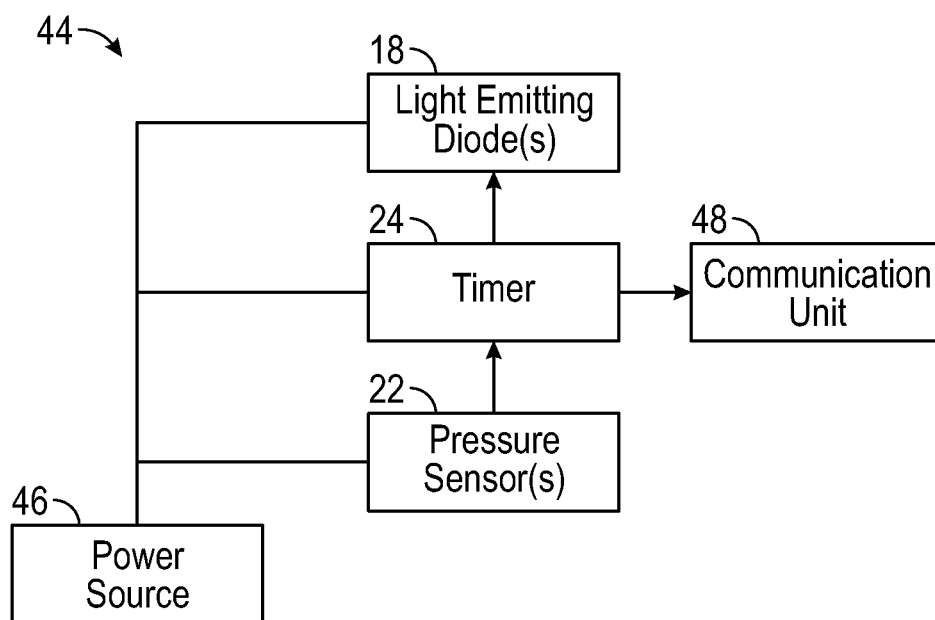 44
18
Light Emitting
Diode(s)
24
Timer
48
Communication
Unit
22
Pressure
Sensor(s)
46
Power
Source